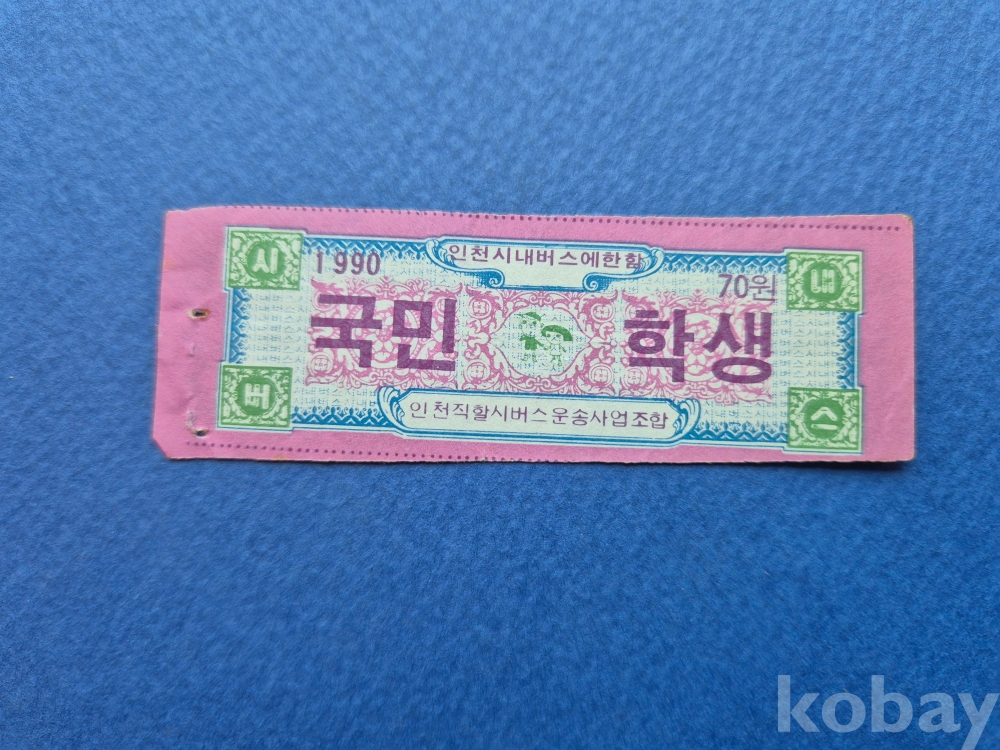 시 내
인천시내버스에한함
1990 70원
국민 학생
인천직할시버스운송사업조합
버 스
kobay